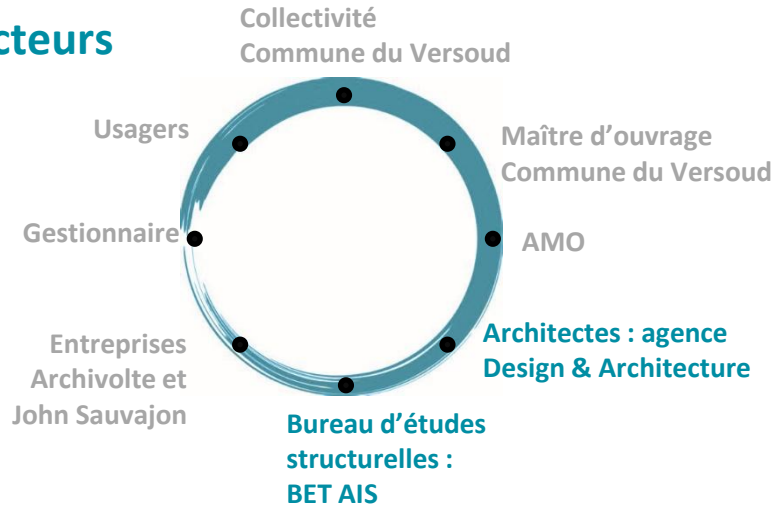 cteurs
Collectivité
Commune du Versoud
Usagers
Maître d’ouvrage
Commune du Versoud
Gestionnaire
AMO
Entreprises
Archivolte et
John Sauvajon
Architectes : agence
Design & Architecture
Bureau d’études
structurelles :
BET AIS